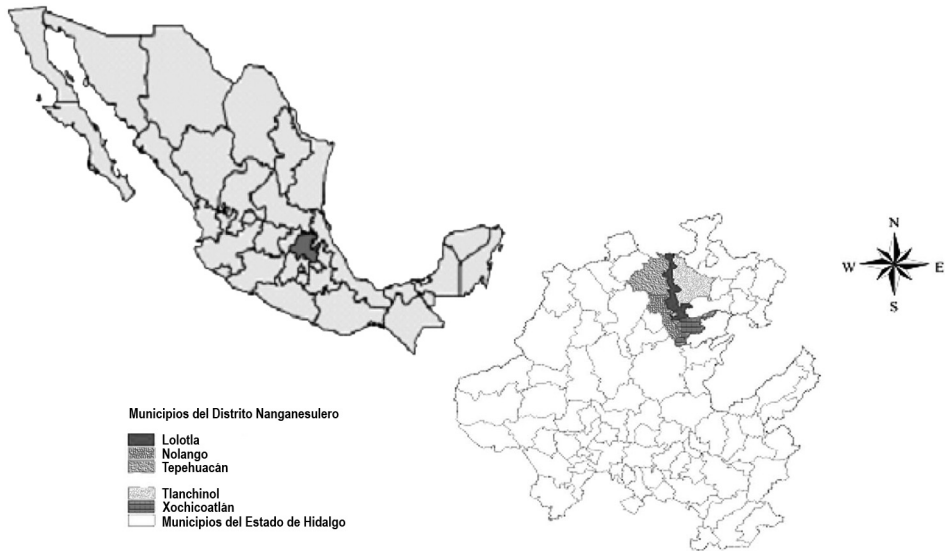 N
W E
S
Municipios del Distrito Nanganesulero
Lolotla
Nolango
Tepehuacán
Tlanchinol
Xochicoatlán
Municipios del Estado de Hidalgo